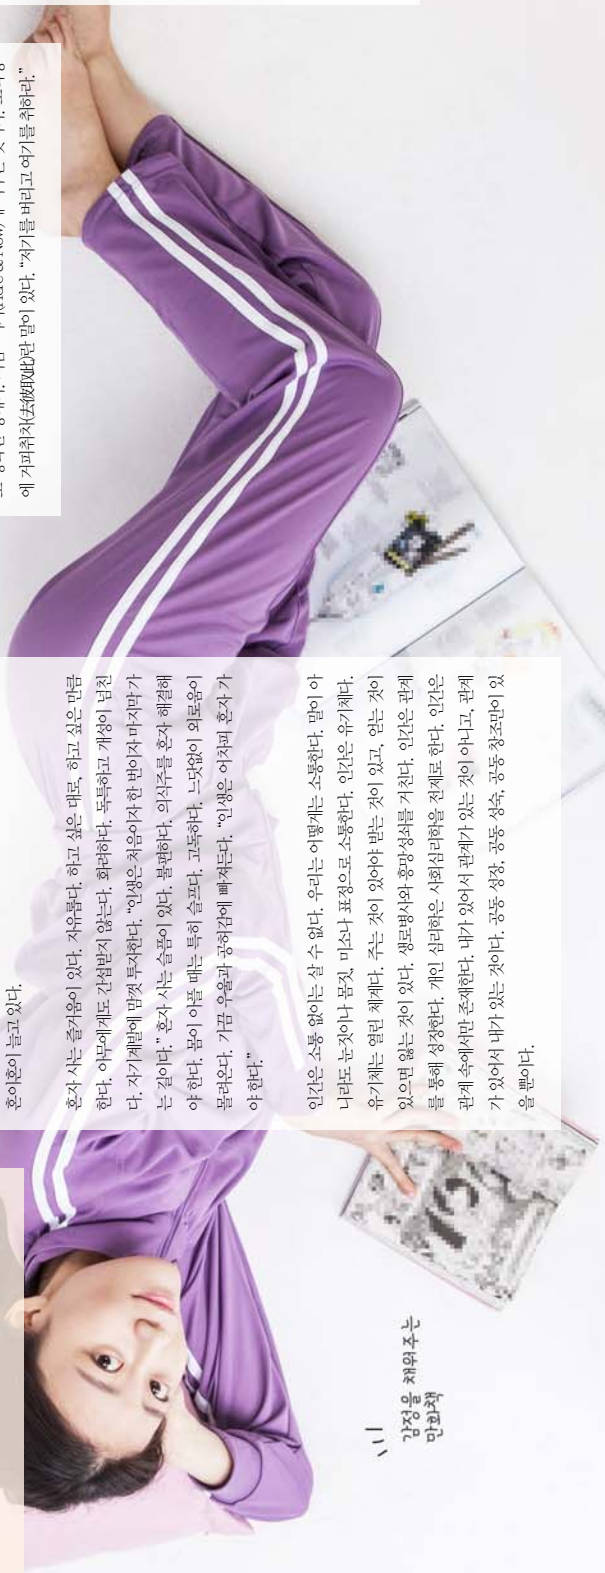 에 거피취차(去彼取此)란 말이 있다. “저기를 버리고 여기를 취하라.”
혼이혼이 늘고 있다.
혼자 사는 즐거움이 있다. 자유롭다. 하고 싶은 대로, 하고 싶은 만큼
한다. 아무에게도 간섭받지 않는다. 화려하다. 독특하고 개성이 넘친
다. 자기계발에 맘껏 투자한다. “인생은 처음이자 한 번이자 마지막 가
는 길이다.” 혼자 사는 슬픔이 있다. 불편하다. 의식주를 혼자 해결해
야 한다. 몸이 아플 때는 특히 슬프다. 고독하다. 느닷없이 외로움이
몰려온다. 가끔 우울과 공허감에 빠져든다. “인생은 어차피 혼자 가
야 한다.”
인간은 소통 없이는 살 수 없다. 우리는 어떻게든 소통한다. 말이 아
니라도 눈짓이나 몸짓, 미소나 표정으로 소통한다. 인간은 유기체다.
유기체는 열린 체계다. 주는 것이 있어야 받는 것이 있고, 얻는 것이
있으면 잃는 것이 있다. 생로병사와 흥망성쇠를 거친다. 인간은 관계
를 통해 성장한다. 개인 심리학은 사회심리학을 전제로 한다. 인간은
관계 속에서만 존재한다. 내가 있어서 관계가 있는 것이 아니고, 관계
가 있어서 내가 있는 것이다. 공동 성장, 공동 성숙, 공동 창조만이 있
을 뿐이다.
감정을 채워주는
만화책